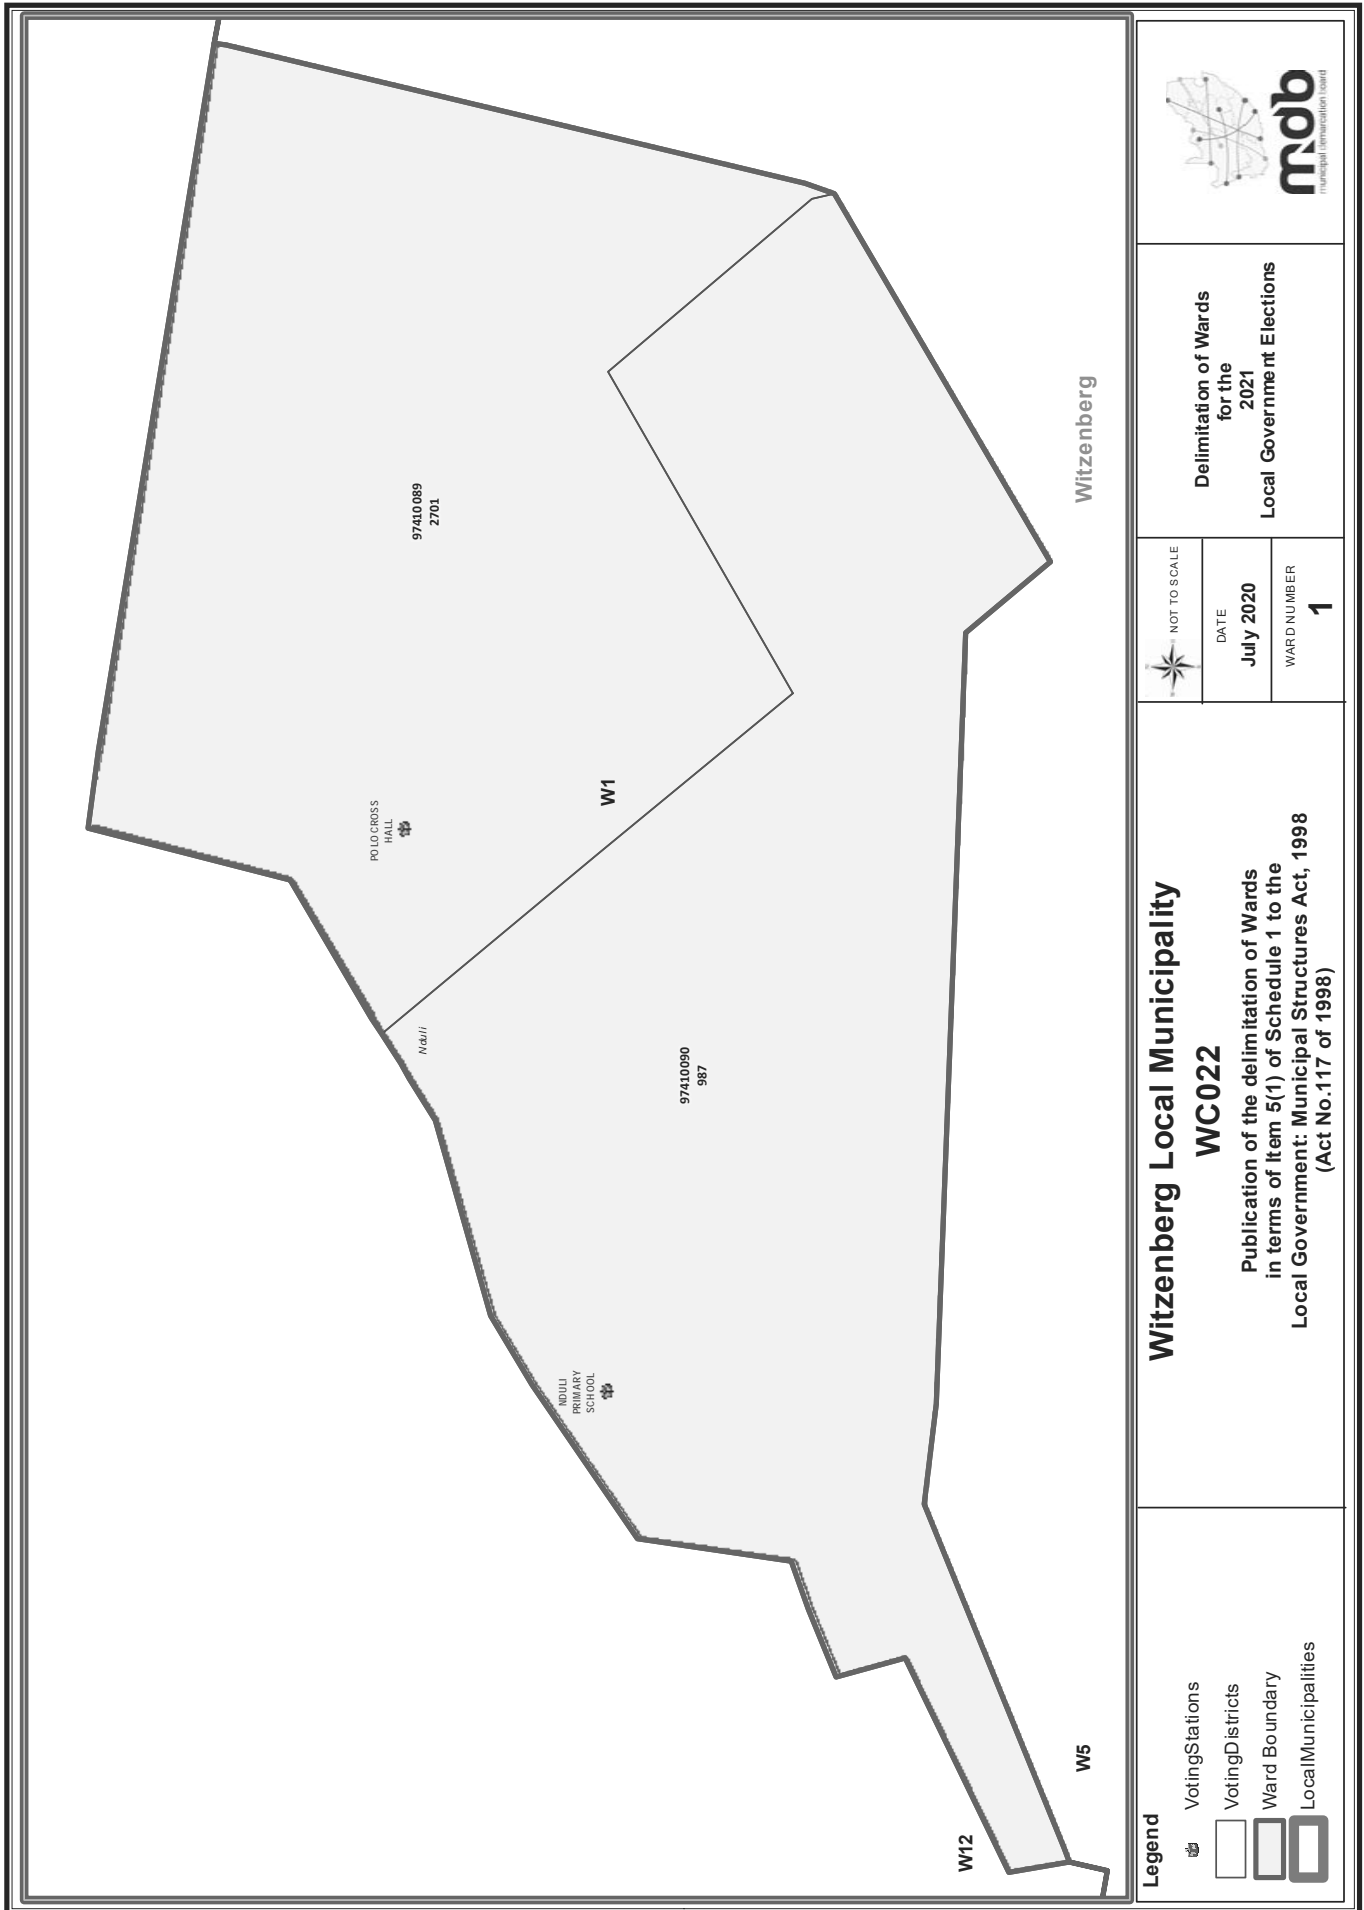 POLO CROSS
HALL
97410089
2701
W1
Nduli
97410090
987
NDULI
PRIMARY
SCHOOL
Witzenberg
W12
W5
Legend
VotingStations
VotingDistricts
Ward Boundary
LocalMunicipalities
Witzenberg Local Municipality
WC022
Publication of the delimitation of Wards
in terms of Item 5(1) of Schedule 1 to the
Local Government: Municipal Structures Act, 1998
(Act No.117 of 1998)
NOT TO SCALE
DATE
July 2020
WARD NUMBER
1
Delimitation of Wards
for the
2021
Local Government Elections
mdb
municipal demarcation board